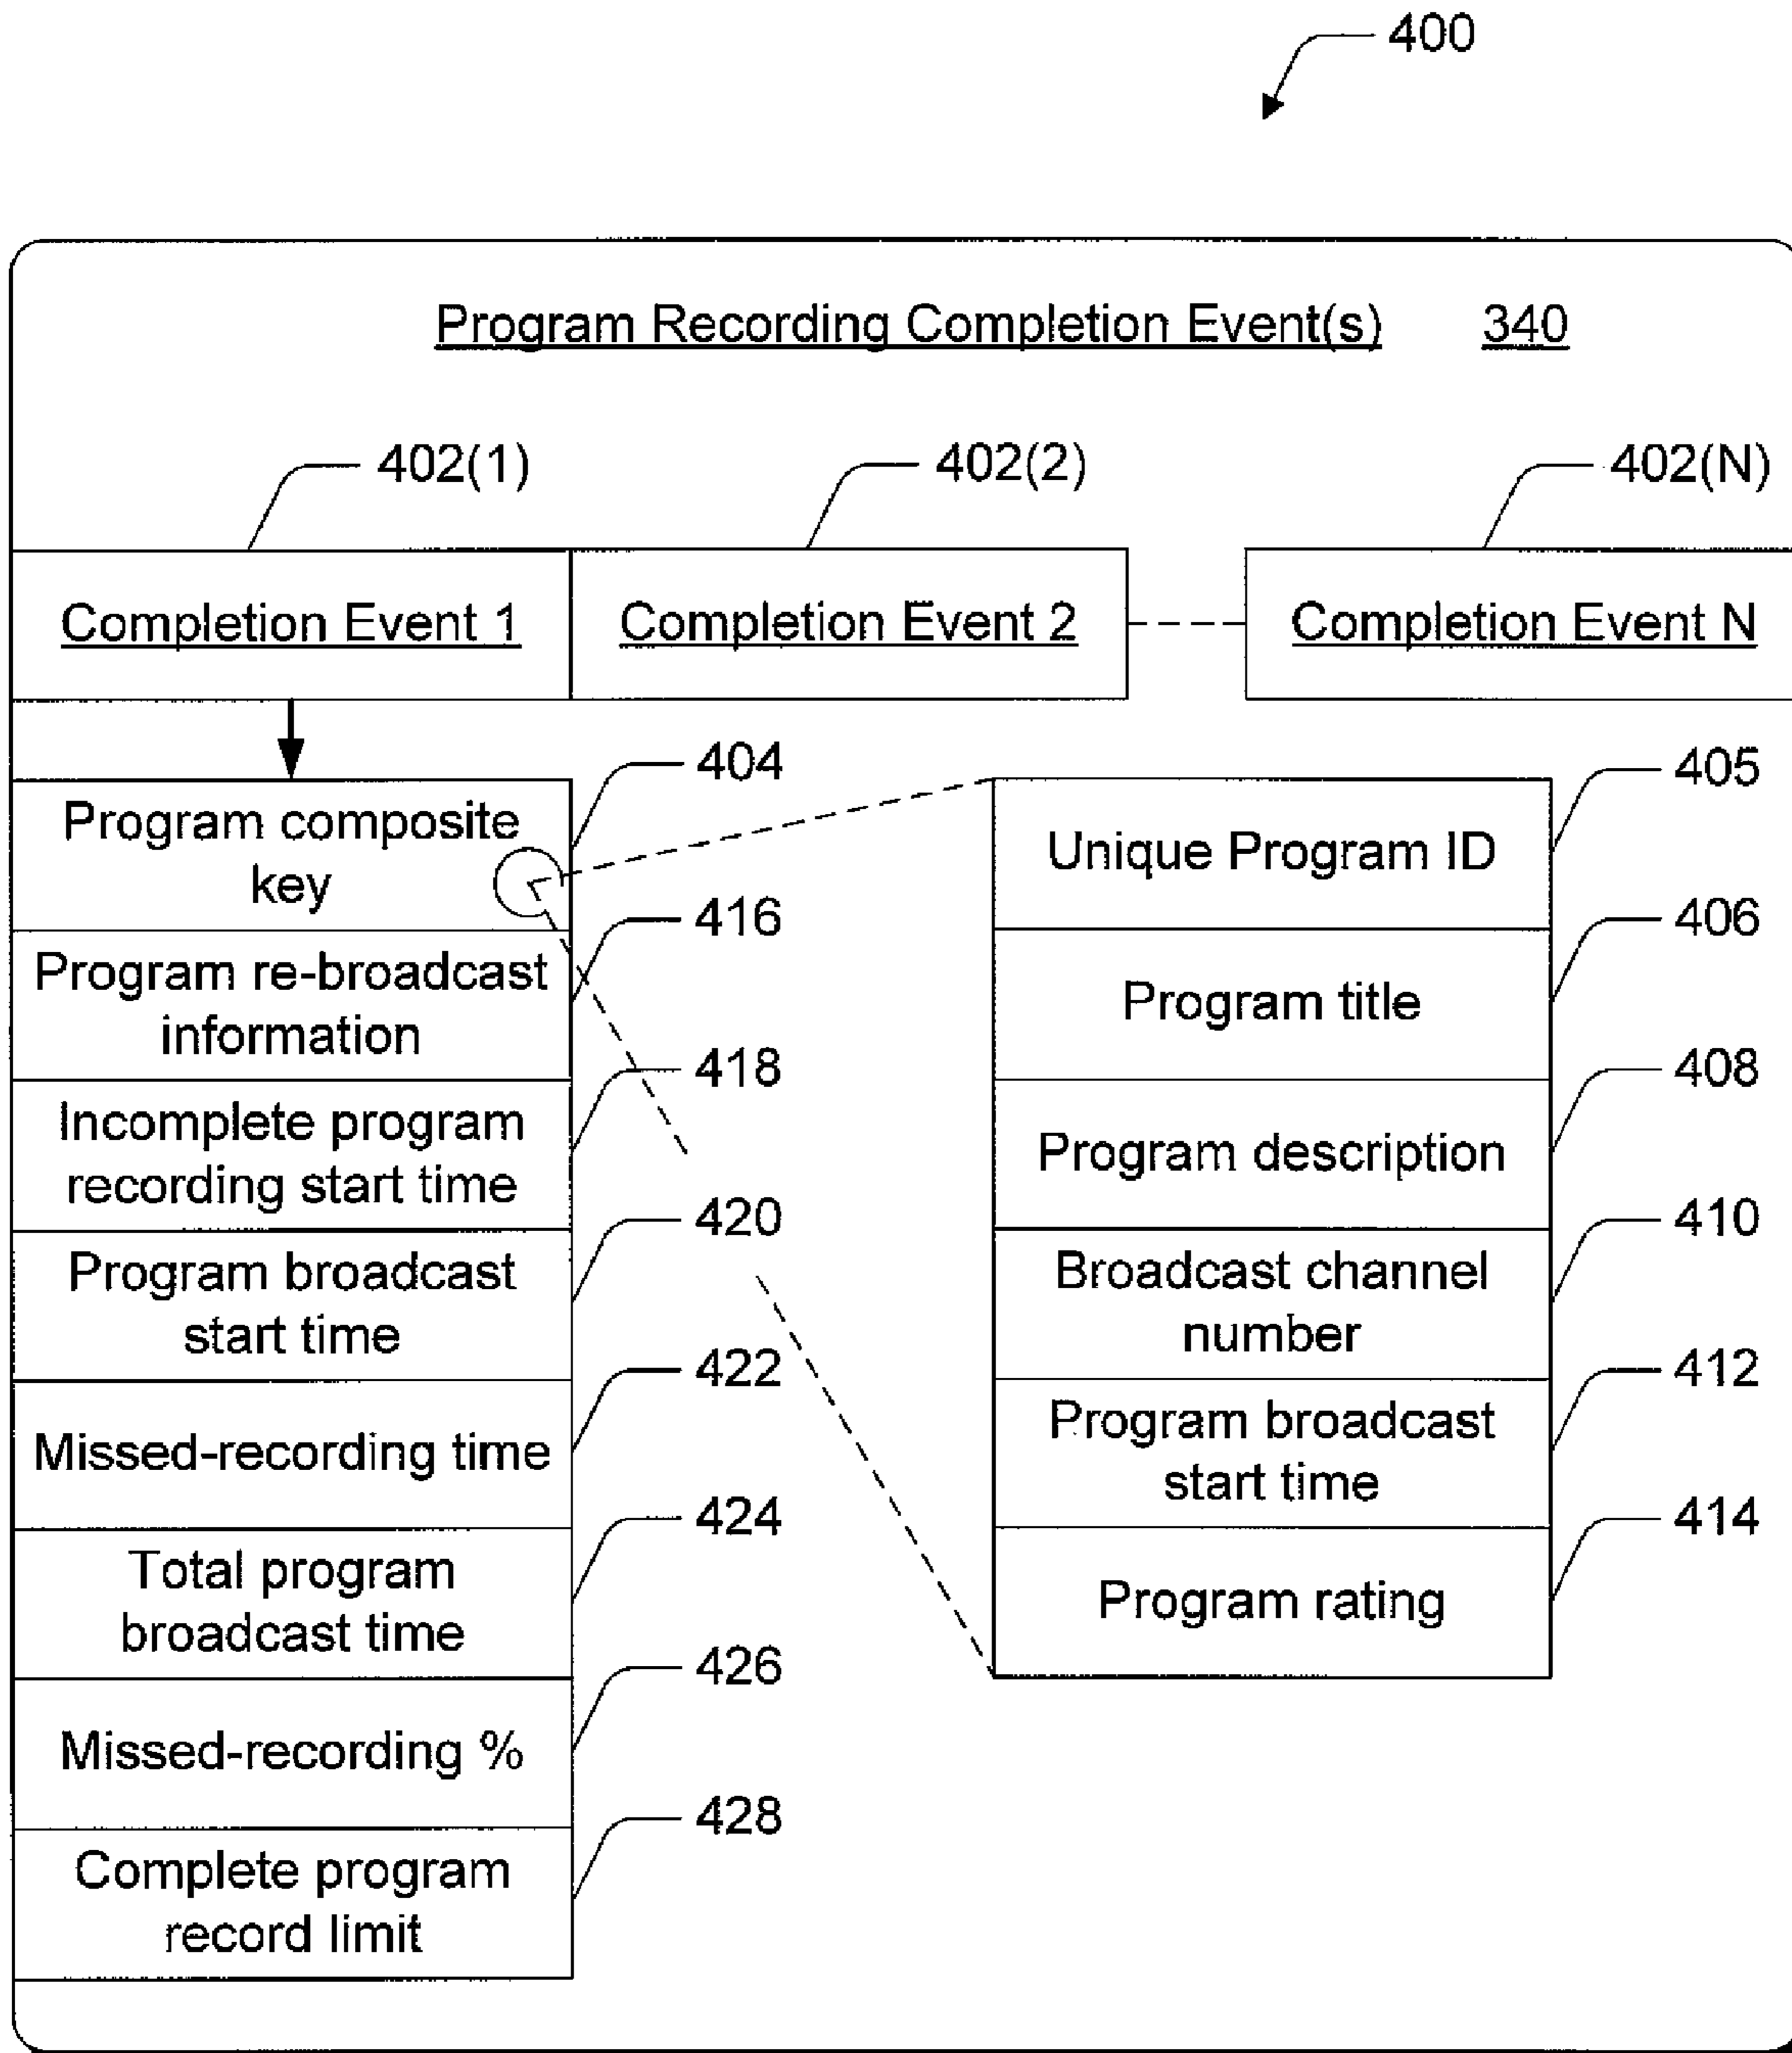 400
Program Recording Completion Event(s) 340
402(1) 402(2) 402(N)
Completion Event 1 Completion Event 2 Completion Event N
404
Program composite
key
416
Program re-broadcast
information
418
Incomplete program
recording start time
420
Program broadcast
start time
422
Missed-recording time
424
Total program
broadcast time
426
Missed-recording %
428
Complete program
record limit
405
Unique Program ID
406
Program title
408
Program description
410
Broadcast channel
number
412
Program broadcast
start time
414
Program rating